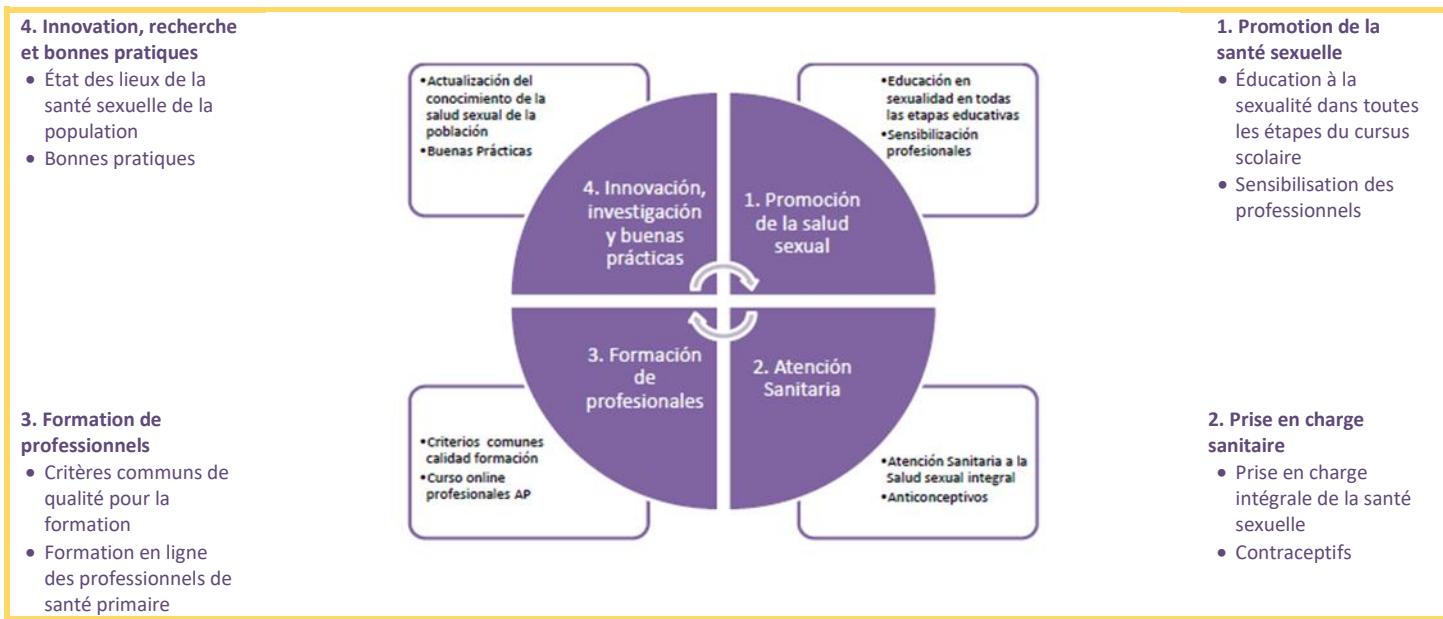 4. Innovation, recherche
et bonnes pratiques
• État des lieux de la
santé sexuelle de la
population
• Bonnes pratiques
•Actualización del
conocimiento de la
salud sexual de la
población
•Buenas Prácticas
•Educación en
sexualidad en todas
las etapas educativas
•Sensibilización
profesionales
1. Promotion de la
santé sexuelle
• Éducation à la
sexualité dans toutes
les étapes du cursus
scolaire
• Sensibilisation des
professionnels
4. Innovación,
investigación
y buenas
prácticas
1. Promoción
de la salud
sexual
3. Formación
de
profesionales
2. Atención
Sanitaria
3. Formation de
professionnels
• Critères communs de
qualité pour la
formation
• Formation en ligne
des professionnels de
santé primaire
•Criterios comunes
calidad formación
•Curso online
profesionales AP
•Atención Sanitaria a la
Salud sexual integral
•Anticonceptivos
2. Prise en charge
sanitaire
• Prise en charge
intégrale de la santé
sexuelle
• Contraceptifs